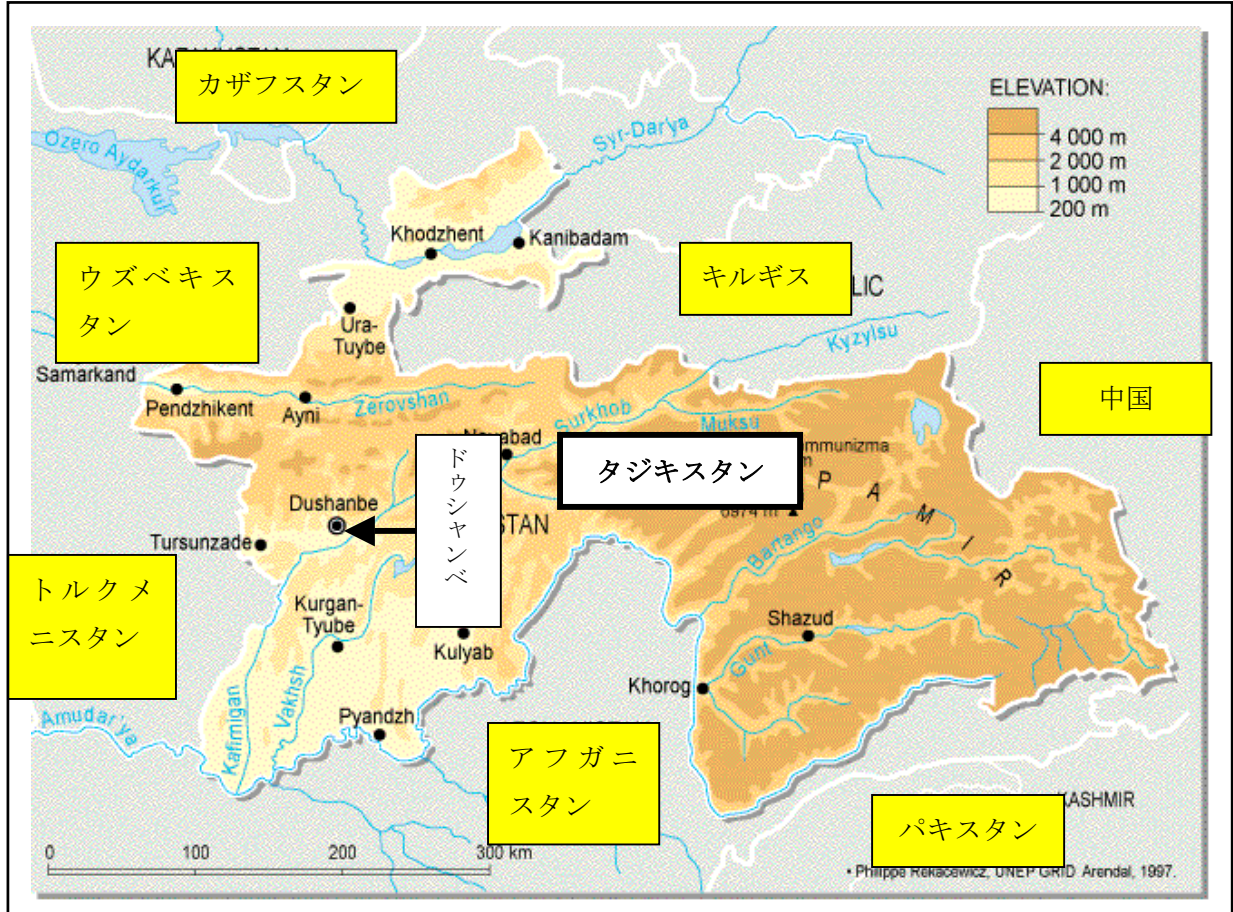 カザフスタン
ELEVATION:
4 000 m
2 000 m
1 000 m
200 m
Ozero Aydarkul
Syr-Dar'ya
Khodzhent
Kanibadam
ウズベキス
タン
キルギス
Ura-
Tuybe
Kyzylsu
Samarkand
Pendzhikent
Ayni
Zerovshan
中国
Surkhob
Muksu
ドゥシャンベ
タジキスタン
PAMIR
Dushanbe
Tursunzade
Bartango
トルクメ
ニスタン
Kurgan-
Tyube
Kulyab
Shazud
Gunt
Khorog
Vakhsh
Kafimigan
Amudar'ya
Pyandzh
アフガニ
スタン
KASHMIR
パキスタン
0 100 200 300 km
• Philippe Rekacewicz, UNEP GRID Arendal, 1997.